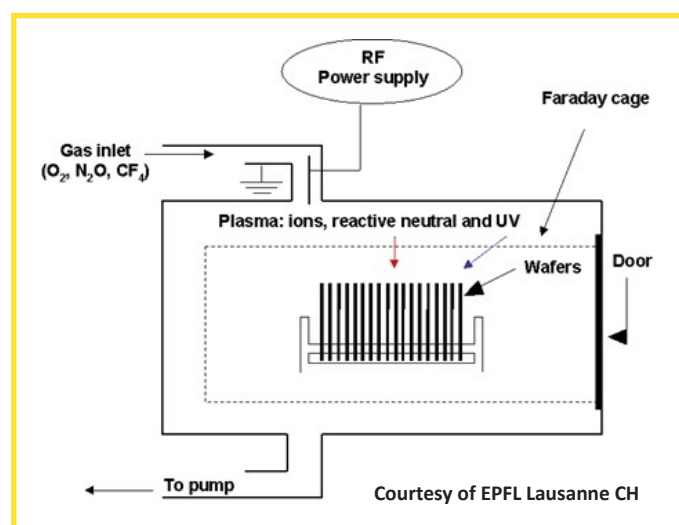 RF
Power supply
Faraday cage
Gas inlet
(O₂, N₂O, CF₄)
Plasma: ions, reactive neutral and UV
Wafers
Door
To pump
Courtesy of EPFL Lausanne CH